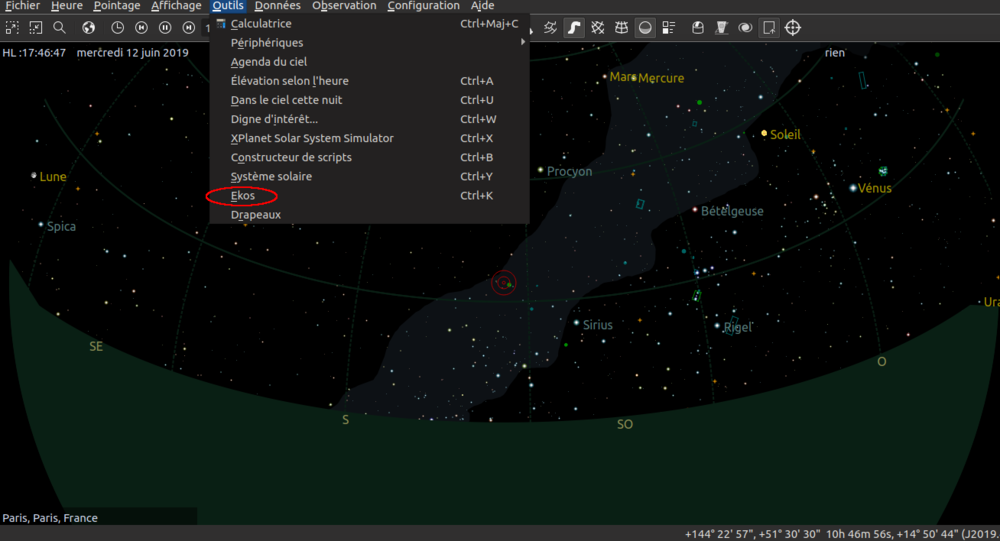 Fichier Heure Pointage Affichage Outils Données Observation Configuration Aide
HL :17:46:47 mercredi 12 juin 2019
rien
Calculatrice Ctrl+Maj+C
Périphériques
Agenda du ciel
Élévation selon l'heure Ctrl+A
Dans le ciel cette nuit Ctrl+U
Digne d'intérêt... Ctrl+W
XPlanet Solar System Simulator Ctrl+X
Constructeur de scripts Ctrl+B
Système solaire Ctrl+Y
Ekos Ctrl+K
Drapeaux
Mars Mercure
Soleil
Procyon
Lune
Vénus
Bételgeuse
Spica
Ura
Sirius
Rigel
SE
O
S
SO
Paris, Paris, France
+144° 22' 57", +51° 30' 30" 10h 46m 56s, +14° 50' 44" (J2019.